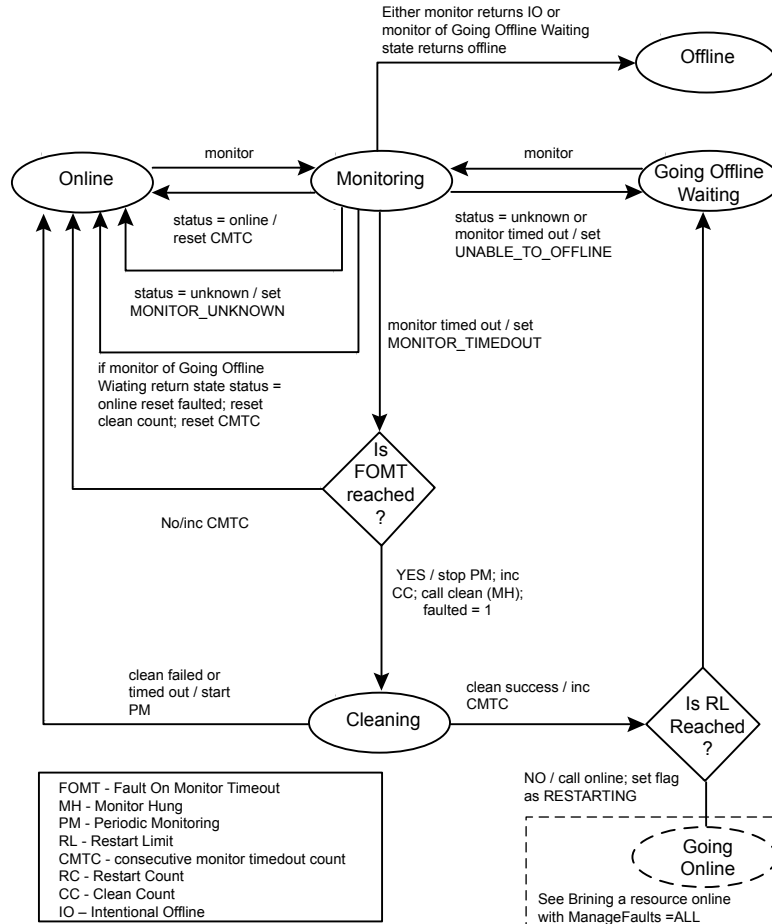 Either monitor returns IO or
monitor of Going Offline Waiting
state returns offline
Offline
monitor
monitor
Online
Monitoring
Going Offline
Waiting
status = online /
reset CMTC
status = unknown or
monitor timed out / set
UNABLE_TO_OFFLINE
status = unknown / set
MONITOR_UNKNOWN
monitor timed out / set
MONITOR_TIMEDOUT
if monitor of Going Offline
Wiating return state status =
online reset faulted; reset
clean count; reset CMTC
Is
FOMT
reached
?
No/inc CMTC
YES / stop PM; inc
CC; call clean (MH);
faulted = 1
clean failed or
timed out / start
PM
Cleaning
clean success / inc
CMTC
Is RL
Reached
?
NO / call online; set flag
as RESTARTING
Going
Online
See Brining a resource online
with ManageFaults =ALL
FOMT - Fault On Monitor Timeout
MH - Monitor Hung
PM - Periodic Monitoring
RL - Restart Limit
CMTC - consecutive monitor timedout count
RC - Restart Count
CC - Clean Count
IO – Intentional Offline